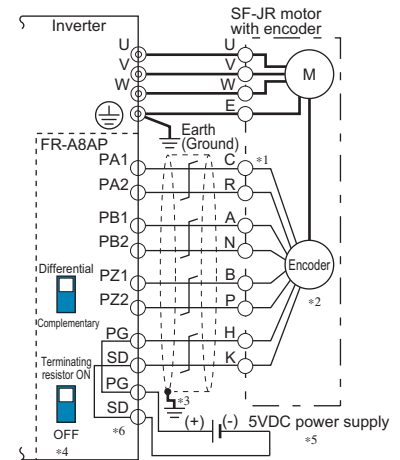 SF-JR motor
with encoder
Inverter
U
U
V
V
W
W
M
E
Earth
(Ground)
FR-A8AP
PA1
C
*1
PA2
R
PB1
A
PB2
N
Differential
PZ1
B
Encoder
PZ2
P
*2
Complementary
PG
H
Terminating
resistor ON
SD
K
PG
*3
SD
(+)
(-)
5VDC power supply
OFF
*6
*5
*4